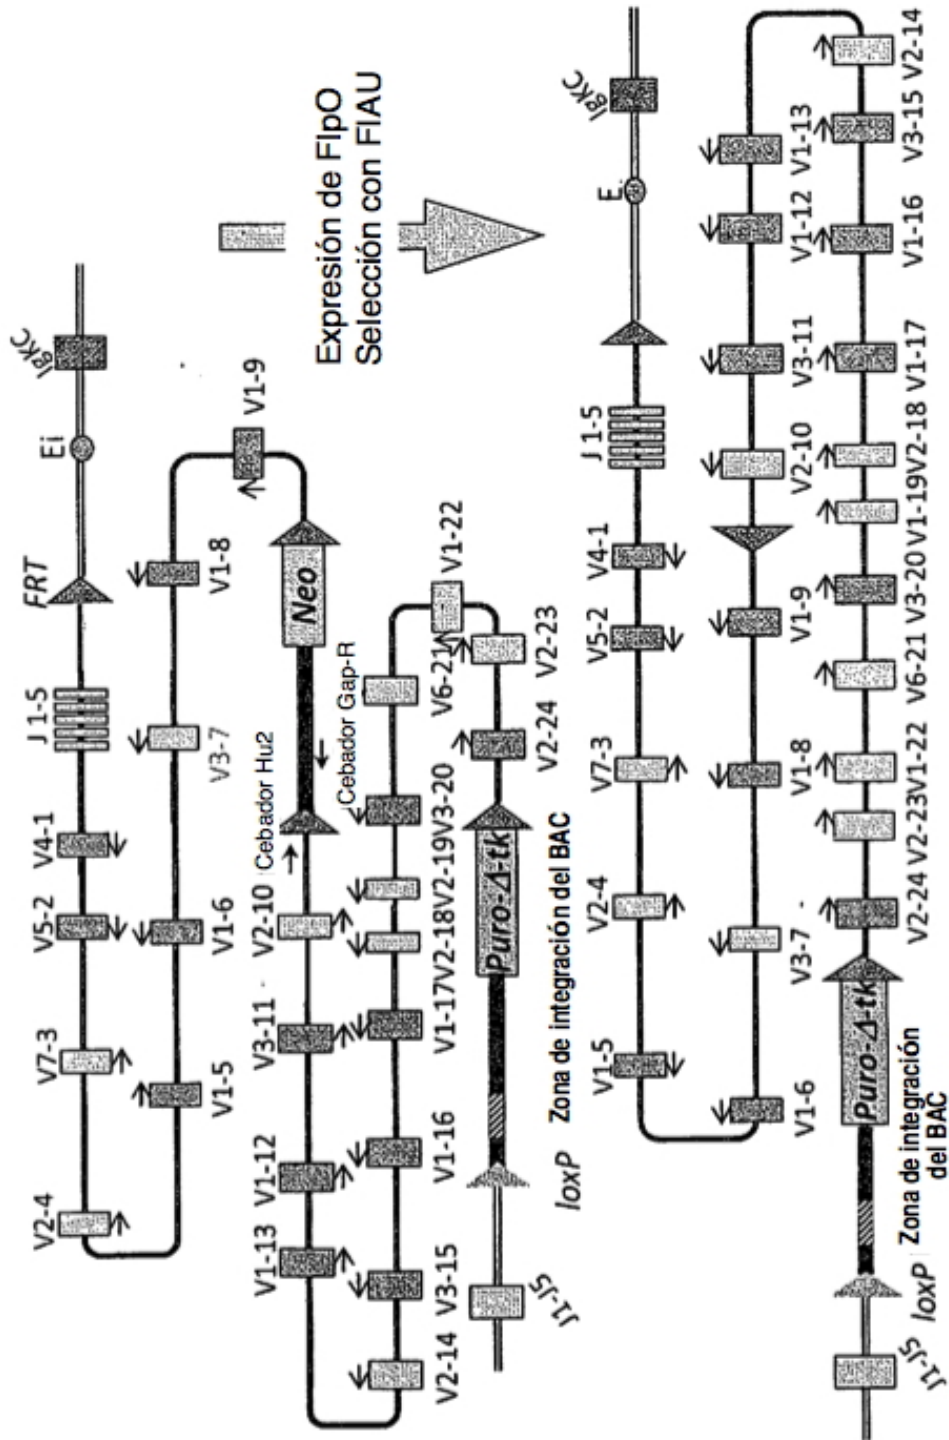 V2-4 V7-3 V5-2 V4-1 J 1-5 FRT Ei IgKC
V1-5 V1-6 V3-7 V1-8 V1-9
V1-13 V1-12 V3-11 V2-10 Cebador Hu2 Neo
Cebador Gap-R
V2-14 V3-15 V1-16 V1-17 V2-18 V2-19 V3-20 V6-21 V1-22
J1-J5 loxP Puro-Δ-tk V2-24 V2-23
Zona de integración del BAC
Expresión de FlpO
Selección con FIAU
V1-5 V2-4 V7-3 V5-2 V4-1 J 1-5 E IgKC
V1-6 V3-7 V1-8 V1-9 V2-10 V3-11 V1-12 V1-13
J1-J5 loxP Puro-Δ-tk V2-24 V2-23 V1-22 V6-21 V3-20 V1-19 V2-18 V1-17 V1-16 V3-15 V2-14
Zona de integración
del BAC